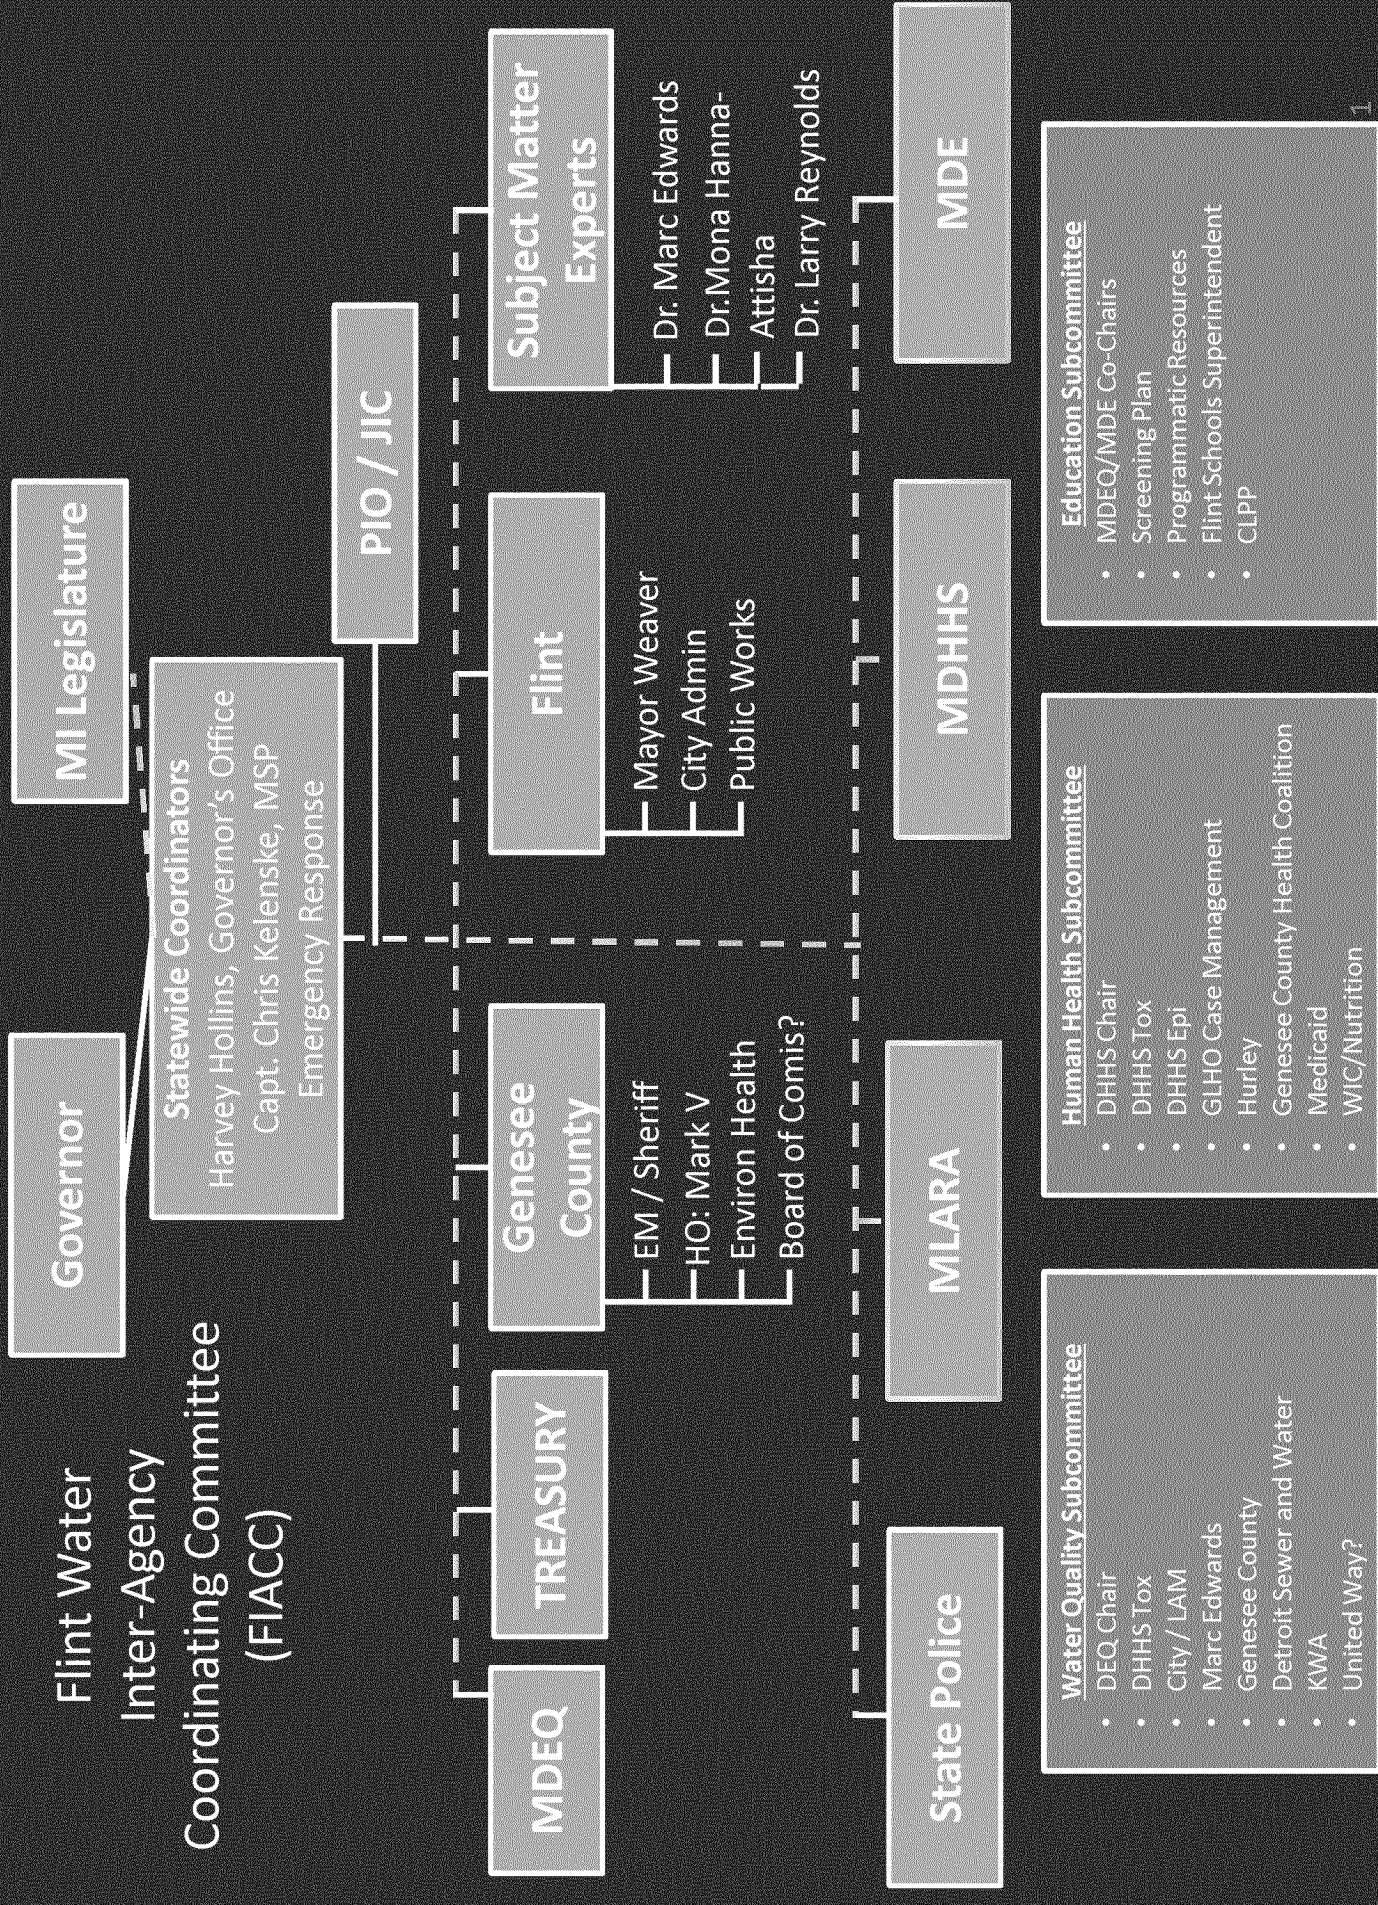 Flint Water
Inter-Agency
Coordinating Committee
(FIACC)
Governor
MI Legislature
Statewide Coordinators
Harvey Hollins, Governor's Office
Capt. Chris Kelenske, MSP
Emergency Response
PIO / JIC
MDEQ
TREASURY
Genesee
County
EM / Sheriff
HO: Mark V
Environ Health
Board of Comis?
Flint
Mayor Weaver
City Admin
Public Works
Subject Matter
Experts
Dr. Marc Edwards
Dr.Mona Hanna-
Attisha
Dr. Larry Reynolds
State Police
MLARA
MDHHS
MDE
Water Quality Subcommittee
• DEQ Chair
• DHHS Tox
• City / LAM
• Marc Edwards
• Genesee County
• Detroit Sewer and Water
• KWA
• United Way?
Human Health Subcommittee
• DHHS Chair
• DHHS Tox
• DHHS Epi
• GLHO Case Management
• Hurley
• Genesee County Health Coalition
• Medicaid
• WIC/Nutrition
Education Subcommittee
• MDEQ/MDE Co-Chairs
• Screening Plan
• Programmatic Resources
• Flint Schools Superintendent
• CLPP
1